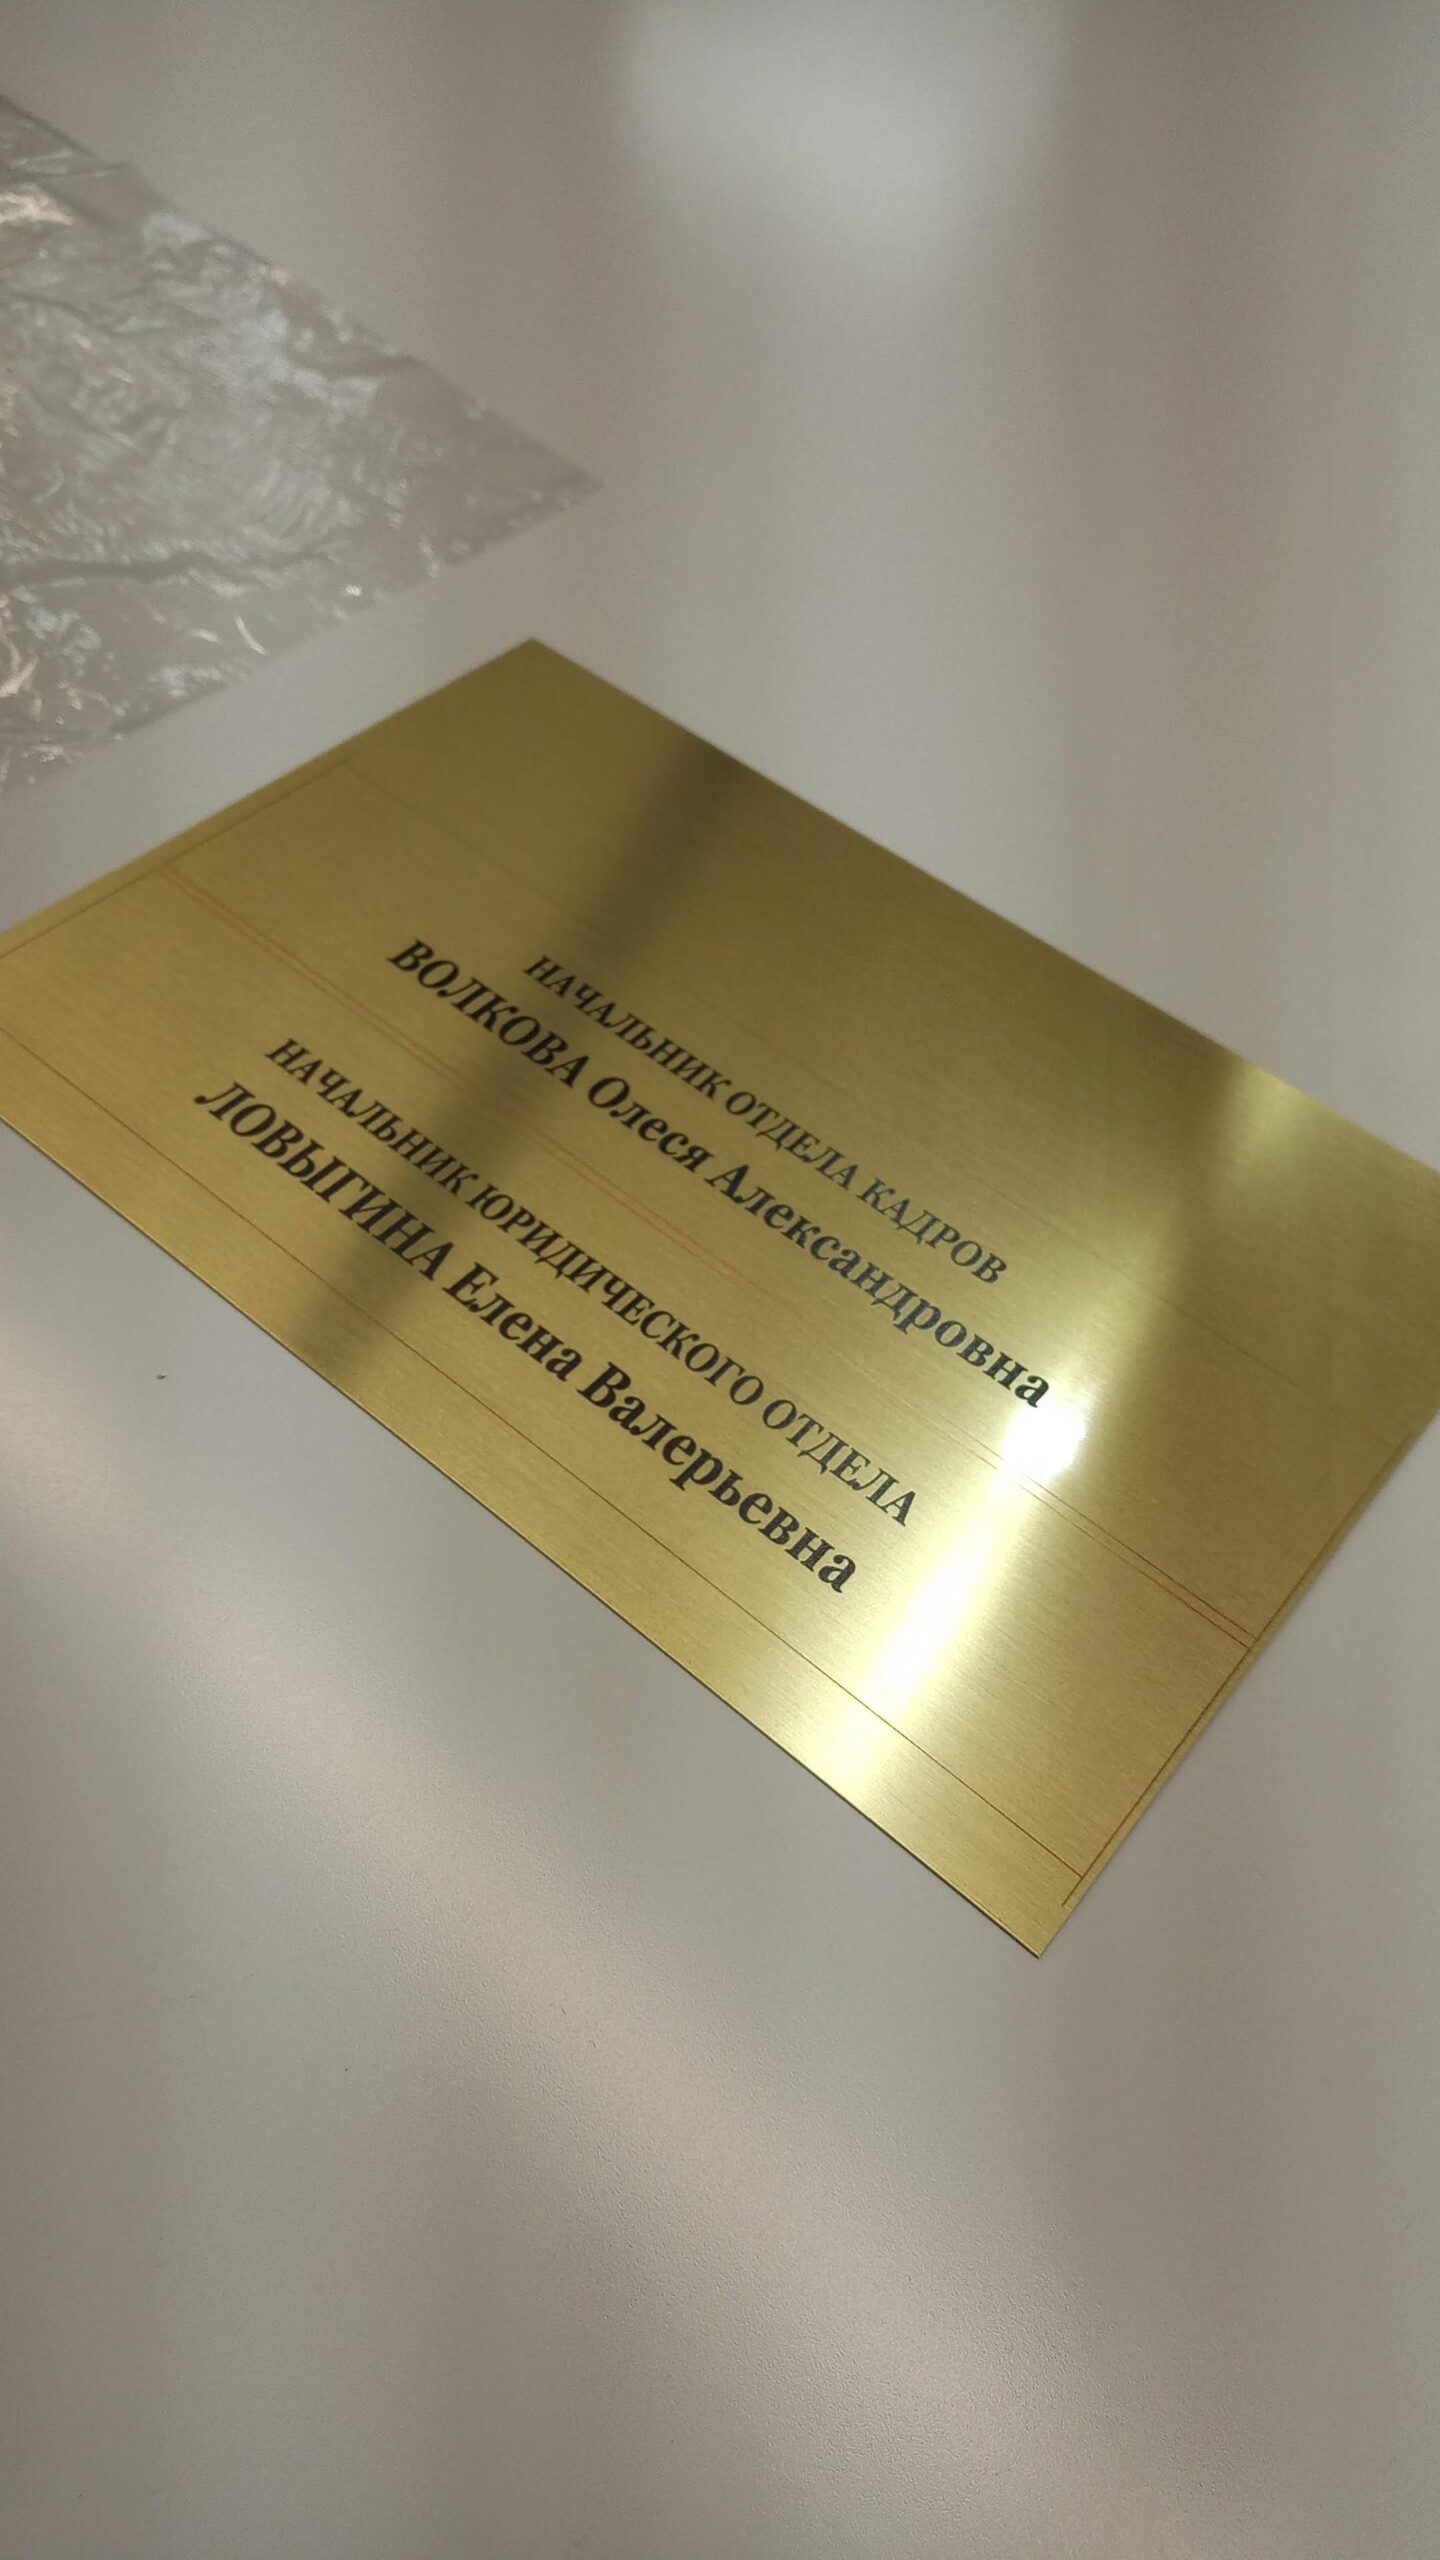 НАЧАЛЬНИК ОТДЕЛА КАДРОВ
ВОЛКОВА Олеся Александровна
НАЧАЛЬНИК ЮРИДИЧЕСКОГО ОТДЕЛА
ЛОВЫГИНА Елена Валерьевна